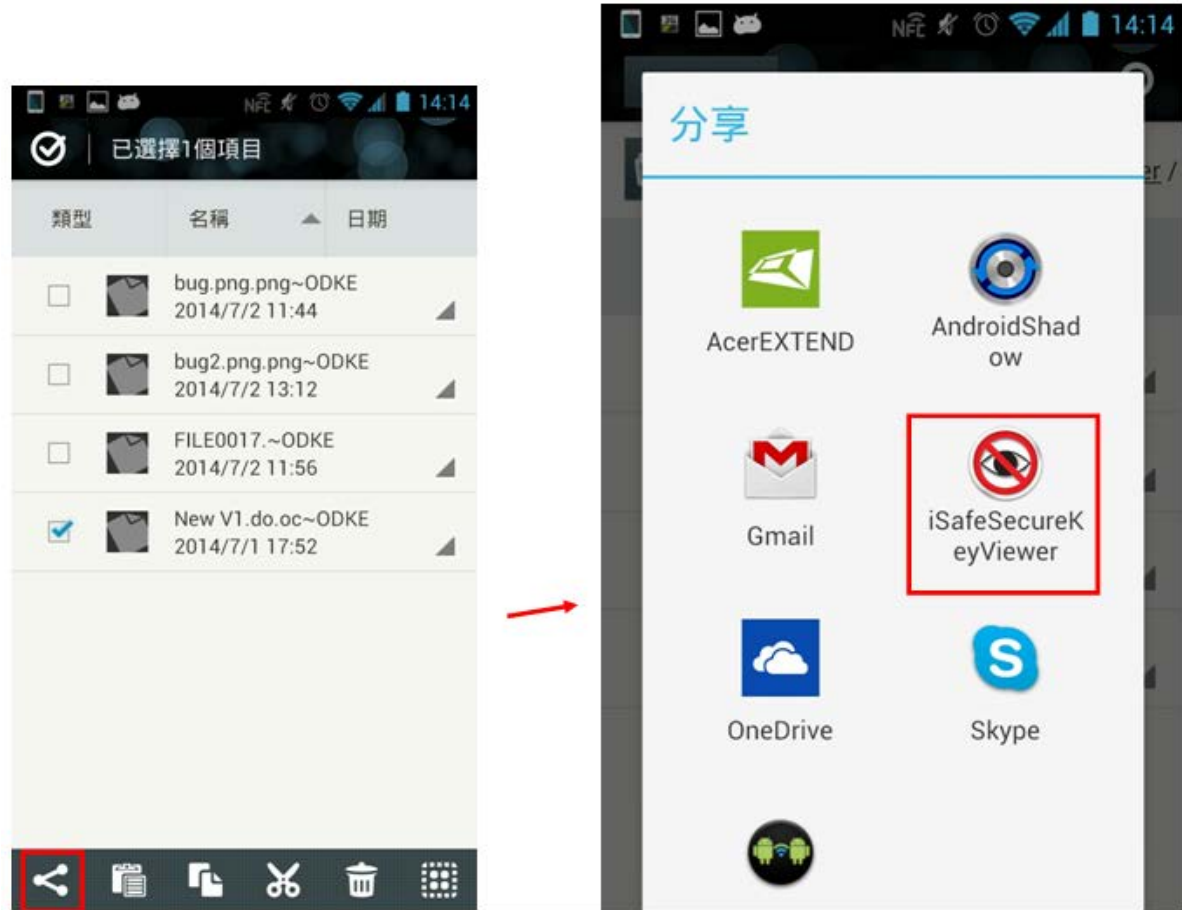 14:14
已選擇1個項目
類型 名稱 日期
bug.png.png~ODKE
2014/7/2 11:44
bug2.png.png~ODKE
2014/7/2 13:12
FILE0017.~ODKE
2014/7/2 11:56
New V1.do.oc~ODKE
2014/7/1 17:52
NFC 14:14
分享
er /
AcerEXTEND
AndroidShad
ow
Gmail
iSafeSecureK
eyViewer
OneDrive
S
Skype